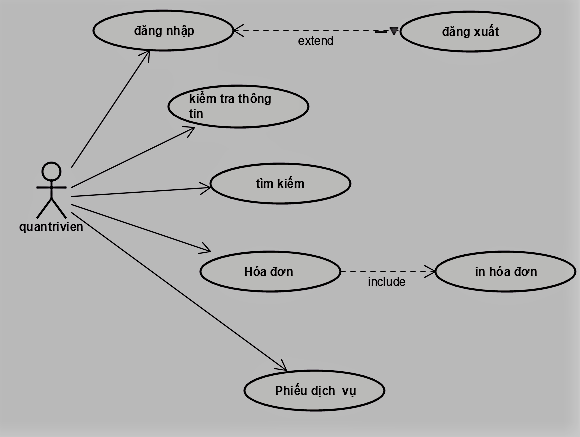 đăng nhập
extend
đăng xuất
kiểm tra thông
tin
tìm kiếm
quantrivien
Hóa đơn
include
in hóa đơn
Phiếu dịch vụ